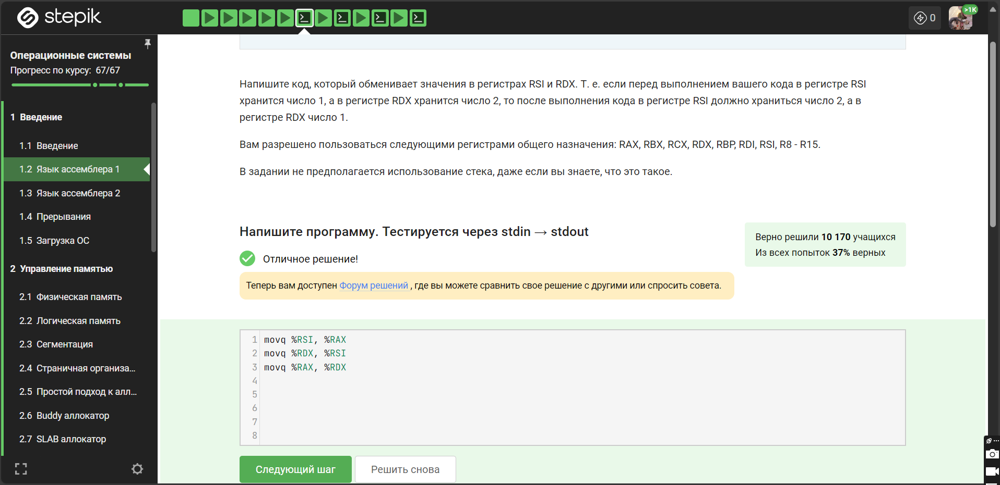 stepik
0
>1K
Операционные системы
Прогресс по курсу: 67/67
1 Введение
1.1 Введение
1.2 Язык ассемблера 1
1.3 Язык ассемблера 2
1.4 Прерывания
1.5 Загрузка ОС
2 Управление памятью
2.1 Физическая память
2.2 Логическая память
2.3 Сегментация
2.4 Страничная организа...
2.5 Простой подход к алл...
2.6 Buddy аллокатор
2.7 SLAB аллокатор
Напишите код, который обменивает значения в регистрах RSI и RDX. Т. е. если перед выполнением вашего кода в регистре RSI
хранится число 1, а в регистре RDX хранится число 2, то после выполнения кода в регистре RSI должно храниться число 2, а в
регистре RDX число 1.
Вам разрешено пользоваться следующими регистрами общего назначения: RAX, RBX, RCX, RDX, RBP, RDI, RSI, R8 - R15.
В задании не предполагается использование стека, даже если вы знаете, что это такое.
Напишите программу. Тестируется через stdin → stdout
Верно решили 10 170 учащихся
Из всех попыток 37% верных
Отличное решение!
Теперь вам доступен Форум решений , где вы можете сравнить свое решение с другими или спросить совета.
1 movq %RSI, %RAX
2 movq %RDX, %RSI
3 movq %RAX, %RDX
4
5
6
7
8
Следующий шаг
Решить снова